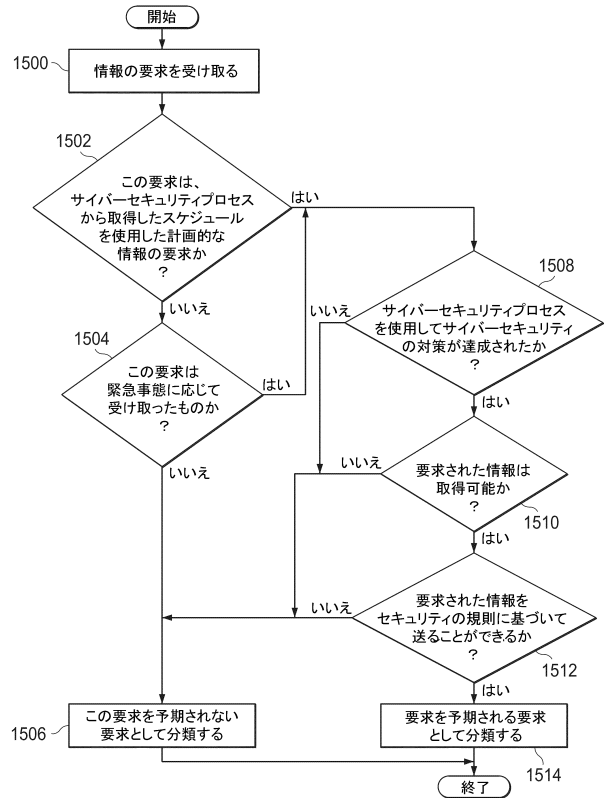 開始
1500
情報の要求を受け取る
1502
この要求は、
サイバーセキュリティプロセス
から取得したスケジュール
を使用した計画的な
情報の要求か
?
はい
いいえ
1504
この要求は
緊急事態に応じて
受け取ったものか
?
はい
いいえ
1508
いいえ
サイバーセキュリティプロセス
を使用してサイバーセキュリティ
の対策が達成されたか
?
はい
いいえ
要求された情報は
取得可能か
?
1510
はい
いいえ
要求された情報を
セキュリティの規則に基づいて
送ることができるか
?
1512
はい
1506
この要求を予期されない
要求として分類する
要求を予期される要求
として分類する
1514
終了